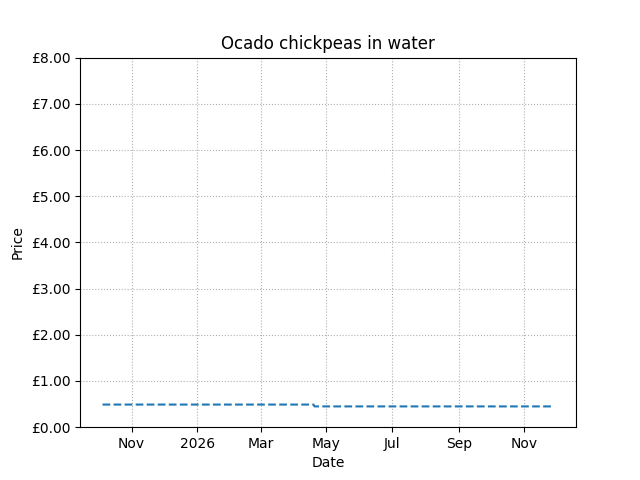 Ocado chickpeas in water
£8.00
£7.00
£6.00
£5.00
£4.00
£3.00
£2.00
£1.00
£0.00
Price
Nov 2026 Mar May Jul Sep Nov
Date